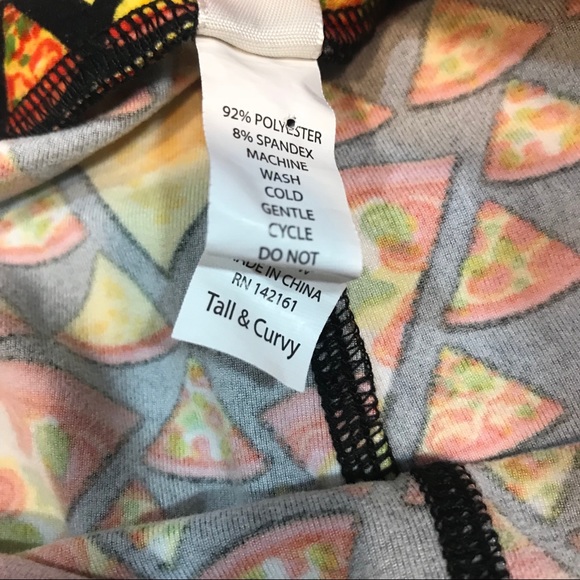 92% POLYESTER
8% SPANDEX
MACHINE
WASH
COLD
GENTLE
CYCLE
DO NOT
MADE IN CHINA
RN 142161
Tall & Curvy